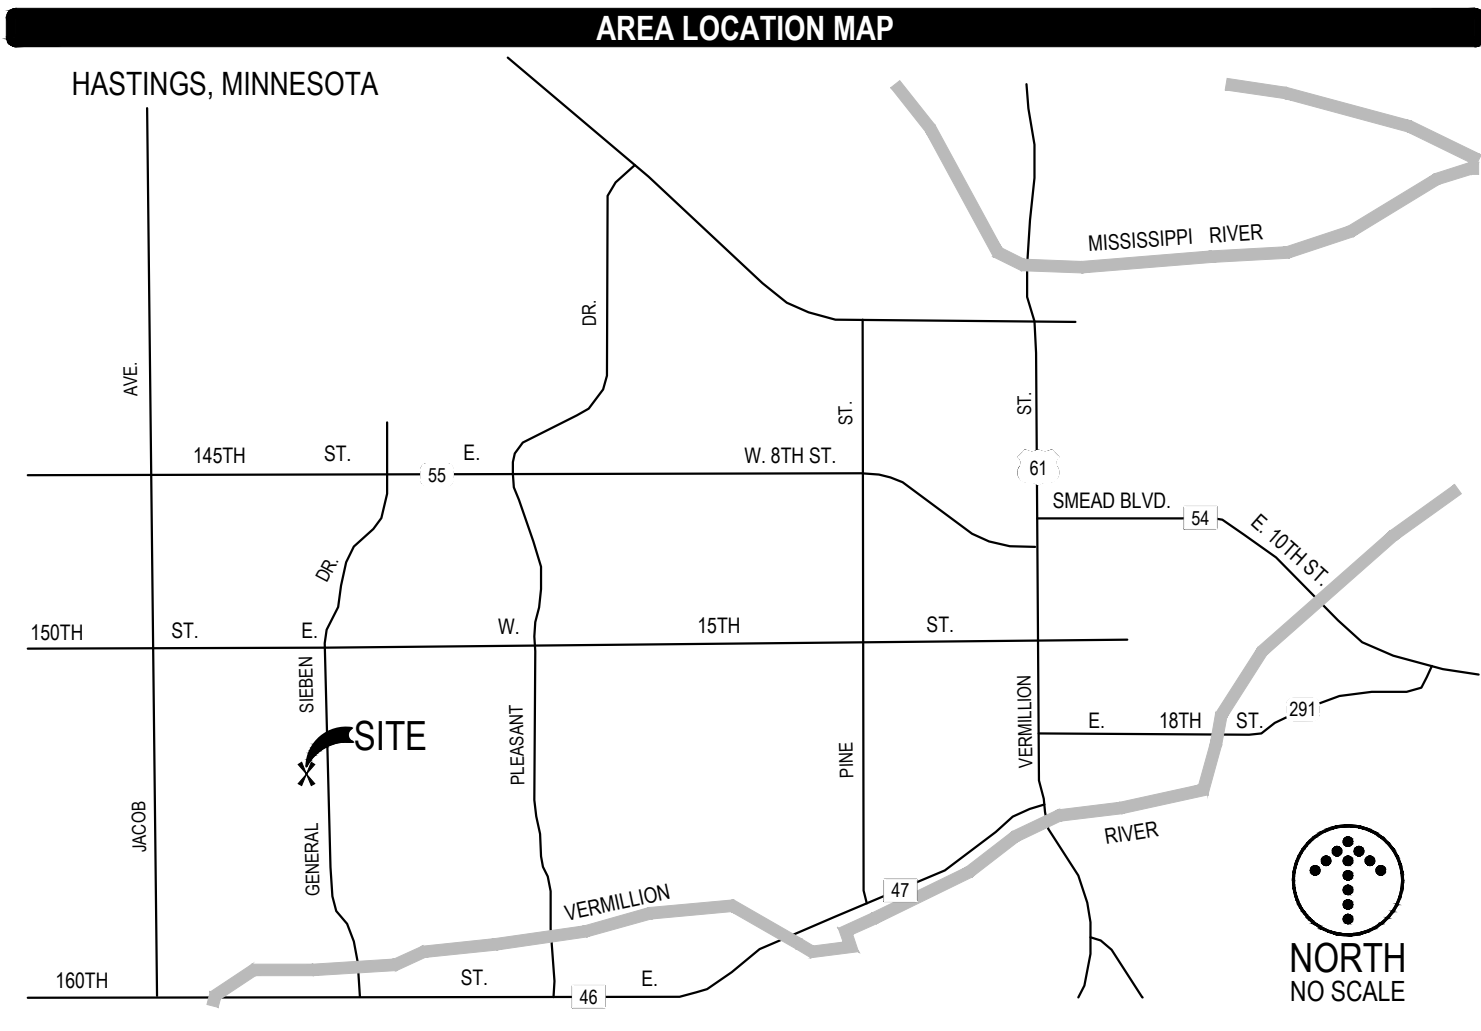 AREA LOCATION MAP
HASTINGS, MINNESOTA
MISSISSIPPI RIVER
DR.
AVE.
ST.
ST.
145TH ST. E. W. 8TH ST.
55
61
SMEAD BLVD.
54
E. 10TH ST.
DR.
150TH ST. E. W. 15TH ST.
SIEBEN
GENERAL
PLEASANT
VERMILLION
PINE
JACOB
SITE
E. 18TH ST.
291
RIVER
VERMILLION
47
160TH ST. E.
46
NORTH
NO SCALE